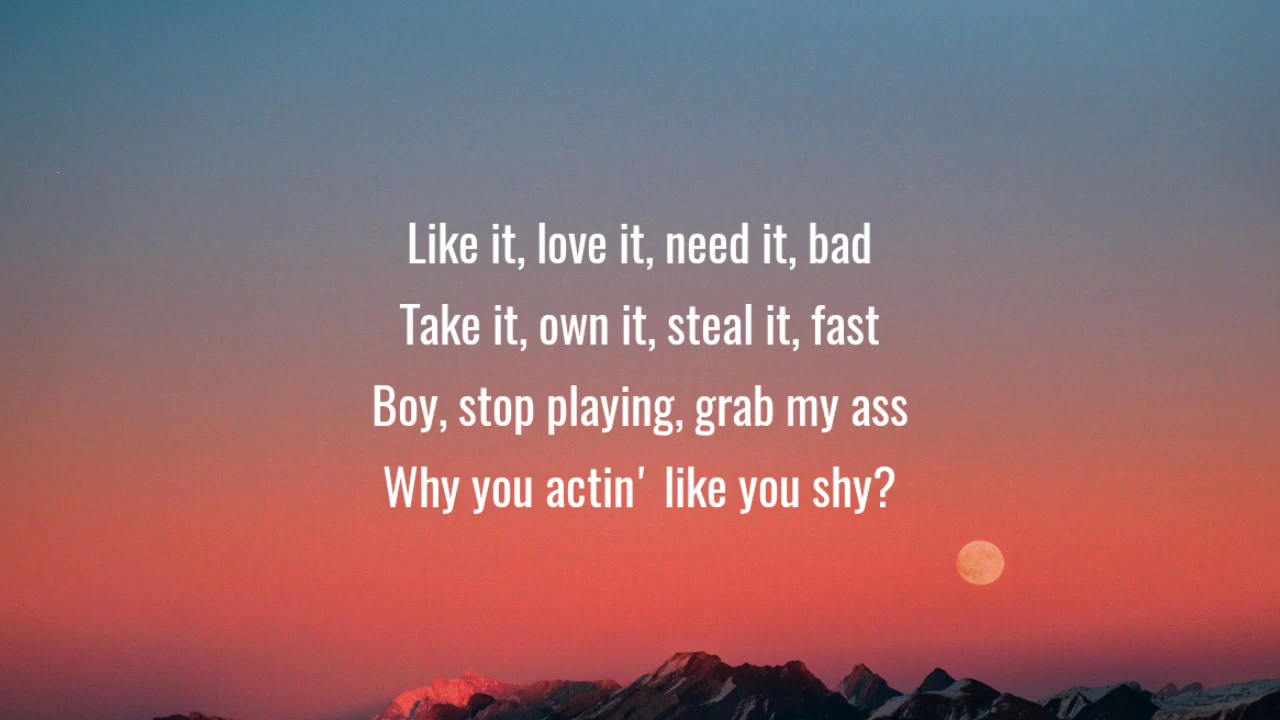 Like it, love it, need it, bad
Take it, own it, steal it, fast
Boy, stop playing, grab my ass
Why you actin' like you shy?